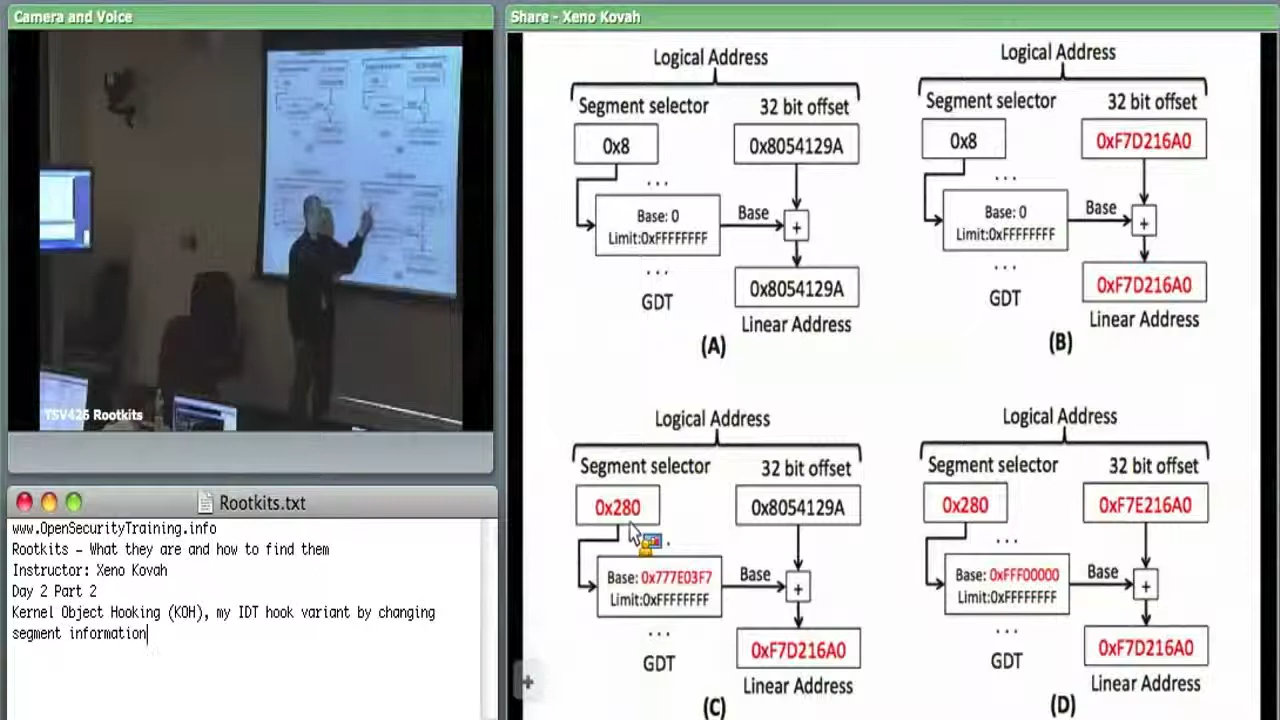 Camera and Voice
TSV426 Rootkits
Rootkits.txt
www.OpenSecurityTraining.info
Rootkits – What they are and how to find them
Instructor: Xeno Kovah
Day 2 Part 2
Kernel Object Hooking (KOH), my IDT hook variant by changing
segment information
Share - Xeno Kovah
Logical Address
Segment selector 32 bit offset
0x8 0x8054129A
...
Base: 0
Limit:0xFFFFFFFF
Base
+
...
GDT
0x8054129A
Linear Address
(A)
Logical Address
Segment selector 32 bit offset
0x8 0xF7D216A0
...
Base: 0
Limit:0xFFFFFFFF
Base
+
...
GDT
0xF7D216A0
Linear Address
(B)
Logical Address
Segment selector 32 bit offset
0x280 0x8054129A
Base: 0x777E03F7
Limit:0xFFFFFFFF
Base
+
...
GDT
0xF7D216A0
Linear Address
(C)
Logical Address
Segment selector 32 bit offset
0x280 0xF7E216A0
...
Base: 0xFFF00000
Limit:0xFFFFFFFF
Base
+
...
GDT
0xF7D216A0
Linear Address
(D)